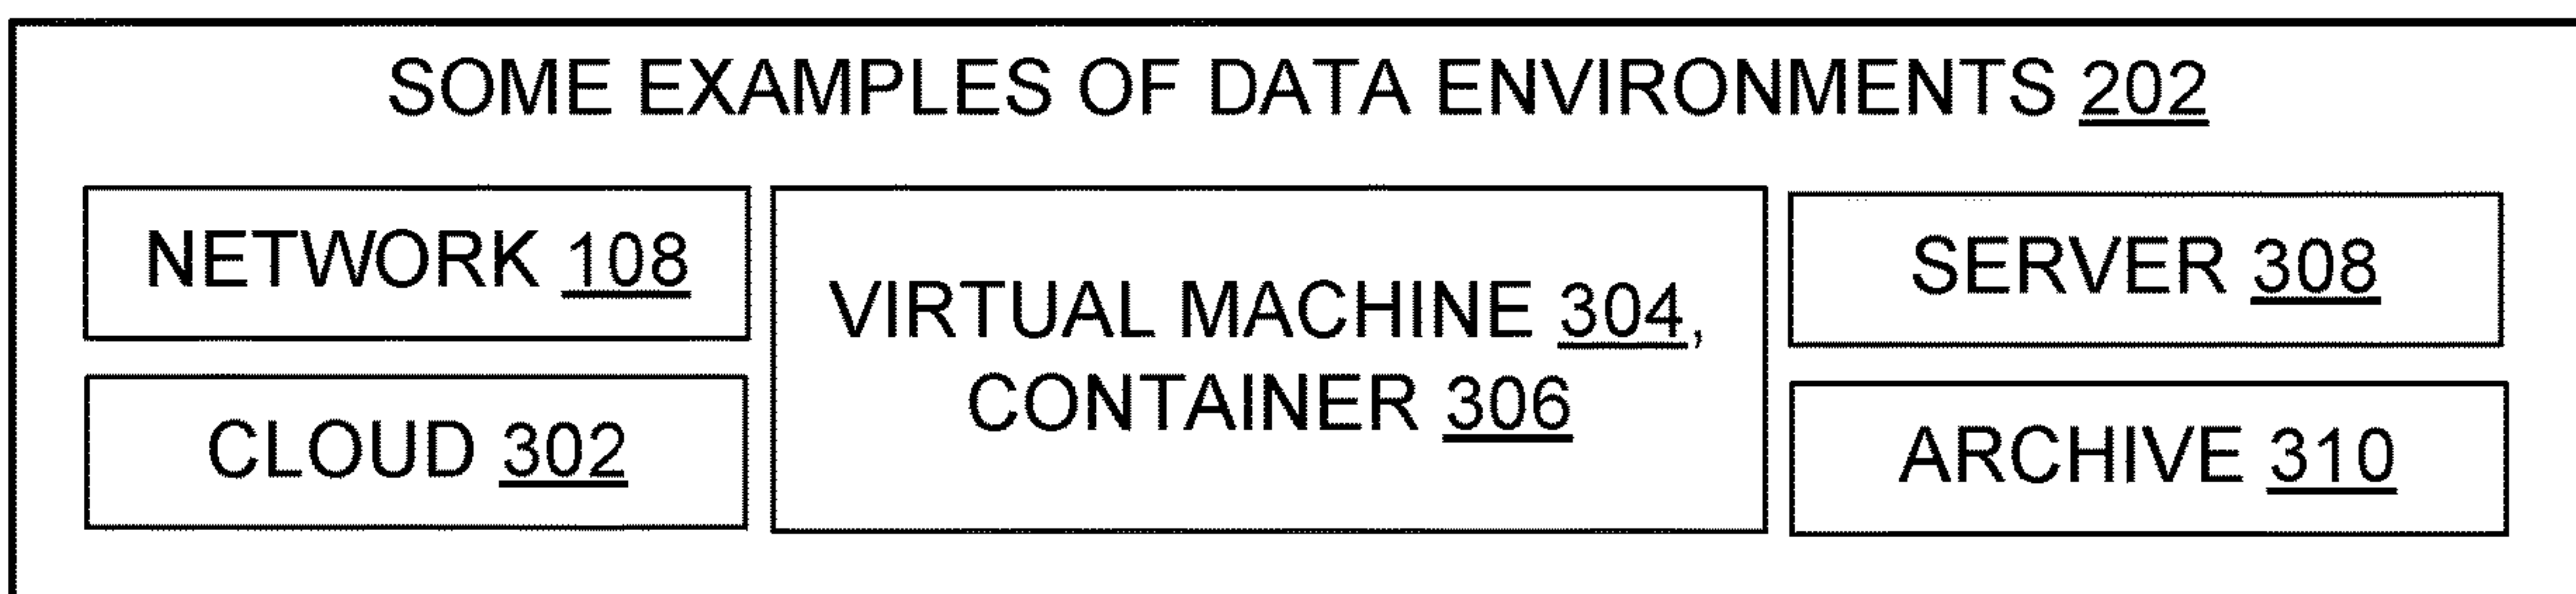 SOME EXAMPLES OF DATA ENVIRONMENTS 202
NETWORK 108
CLOUD 302
VIRTUAL MACHINE 304,
CONTAINER 306
SERVER 308
ARCHIVE 310